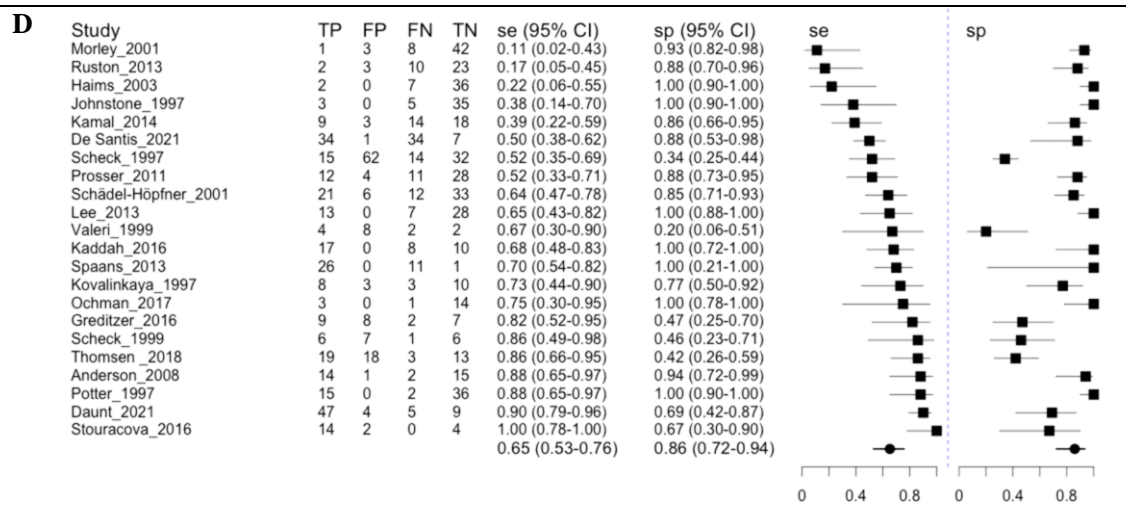 D
Study TP FP FN TN se (95% CI) sp (95% CI) se sp
Morley_2001 1 3 8 42 0.11 (0.02-0.43) 0.93 (0.82-0.98)
Ruston_2013 2 3 10 23 0.17 (0.05-0.45) 0.88 (0.70-0.96)
Haims_2003 2 0 7 36 0.22 (0.06-0.55) 1.00 (0.90-1.00)
Johnstone_1997 3 0 5 35 0.38 (0.14-0.70) 1.00 (0.90-1.00)
Kamal_2014 9 3 14 18 0.39 (0.22-0.59) 0.86 (0.66-0.95)
De Santis_2021 34 1 34 7 0.50 (0.38-0.62) 0.88 (0.53-0.98)
Scheck_1997 15 62 14 32 0.52 (0.35-0.69) 0.34 (0.25-0.44)
Prosser_2011 12 4 11 28 0.52 (0.33-0.71) 0.88 (0.73-0.95)
Schädel-Höpfner_2001 21 6 12 33 0.64 (0.47-0.78) 0.85 (0.71-0.93)
Lee_2013 13 0 7 28 0.65 (0.43-0.82) 1.00 (0.88-1.00)
Valeri_1999 4 8 2 2 0.67 (0.30-0.90) 0.20 (0.06-0.51)
Kaddah_2016 17 0 8 10 0.68 (0.48-0.83) 1.00 (0.72-1.00)
Spaans_2013 26 0 11 1 0.70 (0.54-0.82) 1.00 (0.21-1.00)
Kovalinkaya_1997 8 3 3 10 0.73 (0.44-0.90) 0.77 (0.50-0.92)
Ochman_2017 3 0 1 14 0.75 (0.30-0.95) 1.00 (0.78-1.00)
Greditzer_2016 9 8 2 7 0.82 (0.52-0.95) 0.47 (0.25-0.70)
Scheck_1999 6 7 1 6 0.86 (0.49-0.98) 0.46 (0.23-0.71)
Thomsen _2018 19 18 3 13 0.86 (0.66-0.95) 0.42 (0.26-0.59)
Anderson_2008 14 1 2 15 0.88 (0.65-0.97) 0.94 (0.72-0.99)
Potter_1997 15 0 2 36 0.88 (0.65-0.97) 1.00 (0.90-1.00)
Daunt_2021 47 4 5 9 0.90 (0.79-0.96) 0.69 (0.42-0.87)
Stouracova_2016 14 2 0 4 1.00 (0.78-1.00) 0.67 (0.30-0.90)
0.65 (0.53-0.76) 0.86 (0.72-0.94)
0 0.4 0.8 0 0.4 0.8